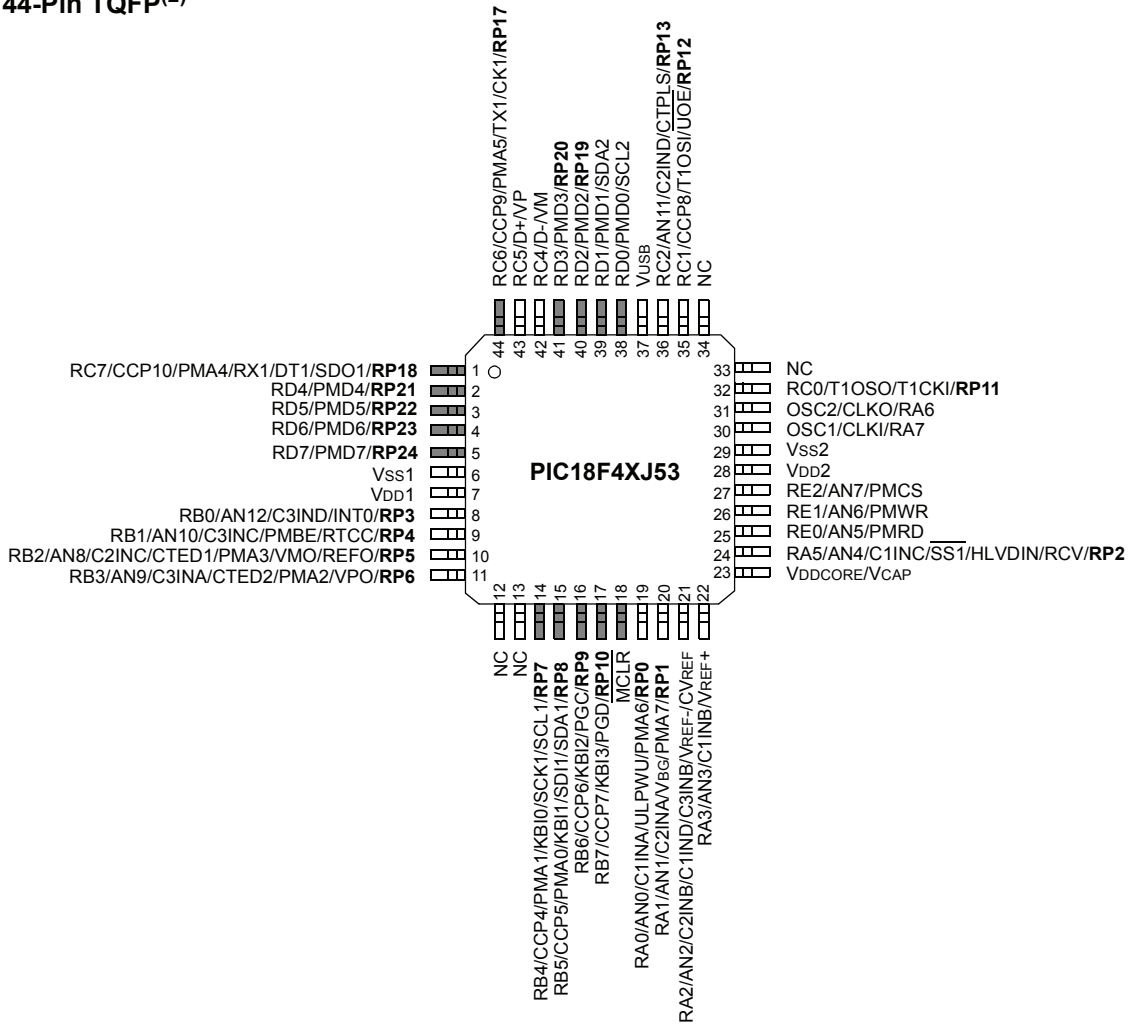 44-Pin TQFP
RC6/CCP9/PMA5/TX1/CK1/RP17
RC5/D+/VP
RC4/D-/VM
RD3/PMD3/RP20
RD2/PMD2/RP19
RD1/PMD1/SDA2
RD0/PMD0/SCL2
VUSB
RC2/AN11/C2IND/CTPLS/RP13
RC1/CCP8/T1OSI/UOE/RP12
NC
44
43
42
41
40
39
38
37
36
35
34
RC7/CCP10/PMA4/RX1/DT1/SDO1/RP18 1
RD4/PMD4/RP21 2
RD5/PMD5/RP22 3
RD6/PMD6/RP23 4
RD7/PMD7/RP24 5
VSS1 6
VDD1 7
RB0/AN12/C3IND/INT0/RP3 8
RB1/AN10/C3INC/PMBE/RTCC/RP4 9
RB2/AN8/C2INC/CTED1/PMA3/VMO/REFO/RP5 10
RB3/AN9/C3INA/CTED2/PMA2/VPO/RP6 11
PIC18F4XJ53
33 NC
32 RC0/T1OSO/T1CKI/RP11
31 OSC2/CLKO/RA6
30 OSC1/CLKI/RA7
29 VSS2
28 VDD2
27 RE2/AN7/PMCS
26 RE1/AN6/PMWR
25 RE0/AN5/PMRD
24 RA5/AN4/C1INC/SS1/HLVDIN/RCV/RP2
23 VDDCORE/VCAP
12
13
14
15
16
17
18
19
20
21
22
NC
NC
RB4/CCP4/PMA1/KBI0/SCK1/SCL1/RP7
RB5/CCP5/PMA0/KBI1/SDI1/SDA1/RP8
RB6/CCP6/KBI2/PGC/RP9
RB7/CCP7/KBI3/PGD/RP10
MCLR
RA0/AN0/C1INA/ULPWU/PMA6/RP0
RA1/AN1/C2INA/VBG/PMA7/RP1
RA2/AN2/C2INB/C1IND/C3INB/VREF-/CVREF
RA3/AN3/C1INB/VREF+